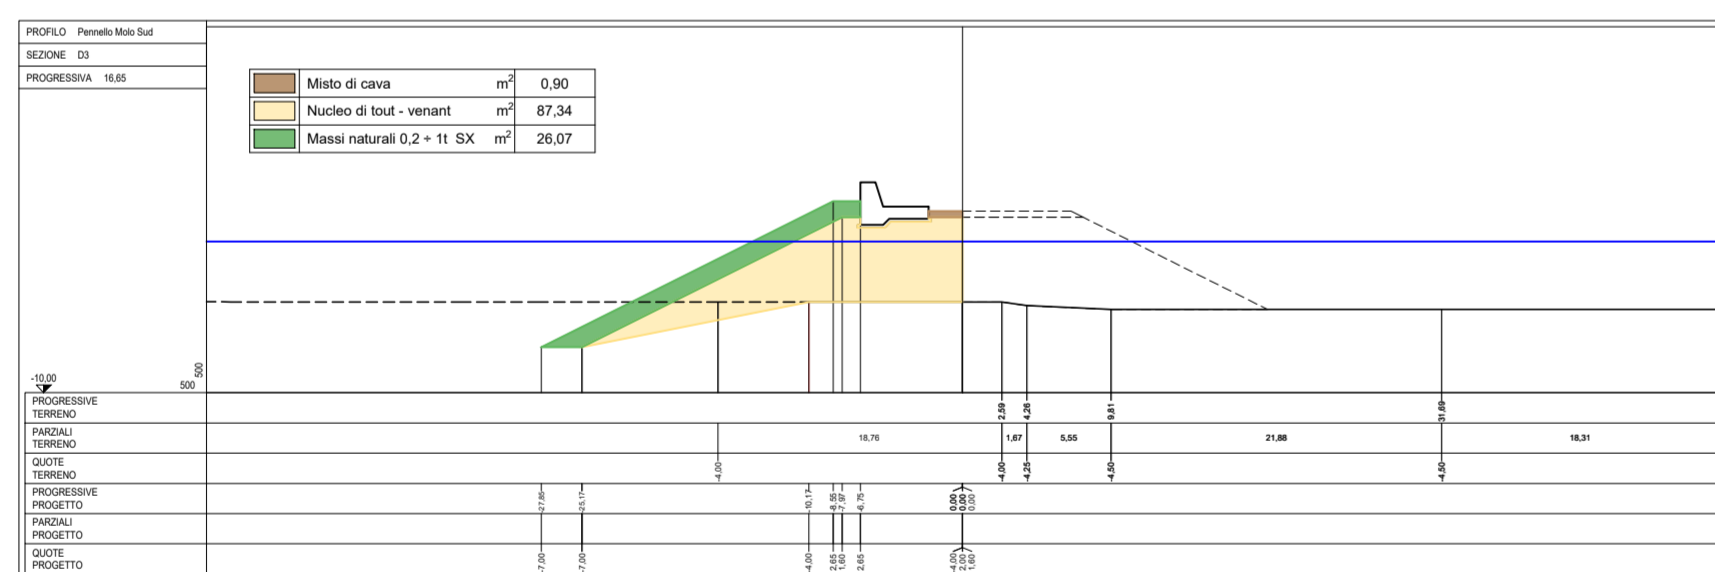 PROFILO Pennello Molo Sud
SEZIONE D3
PROGRESSIVA 16,65
Misto di cava m² 0,90
Nucleo di tout - venant m² 87,34
Massi naturali 0,2 ÷ 1t SX m² 26,07
-10,00
500
500
PROGRESSIVE TERRENO
2,59 4,26 9,81 31,69
PARZIALI TERRENO
18,76 1,67 5,55 21,88 18,31
QUOTE TERRENO
-4,00 -4,00 -4,25 -4,50 -4,50
PROGRESSIVE PROGETTO
-27,85 -25,17 -10,17 -8,55 -7,97 -6,75 0,00 0,00 0,00
PARZIALI PROGETTO
QUOTE PROGETTO
-7,00 -7,00 -4,00 2,65 1,60 2,65 -4,00 2,00 1,60